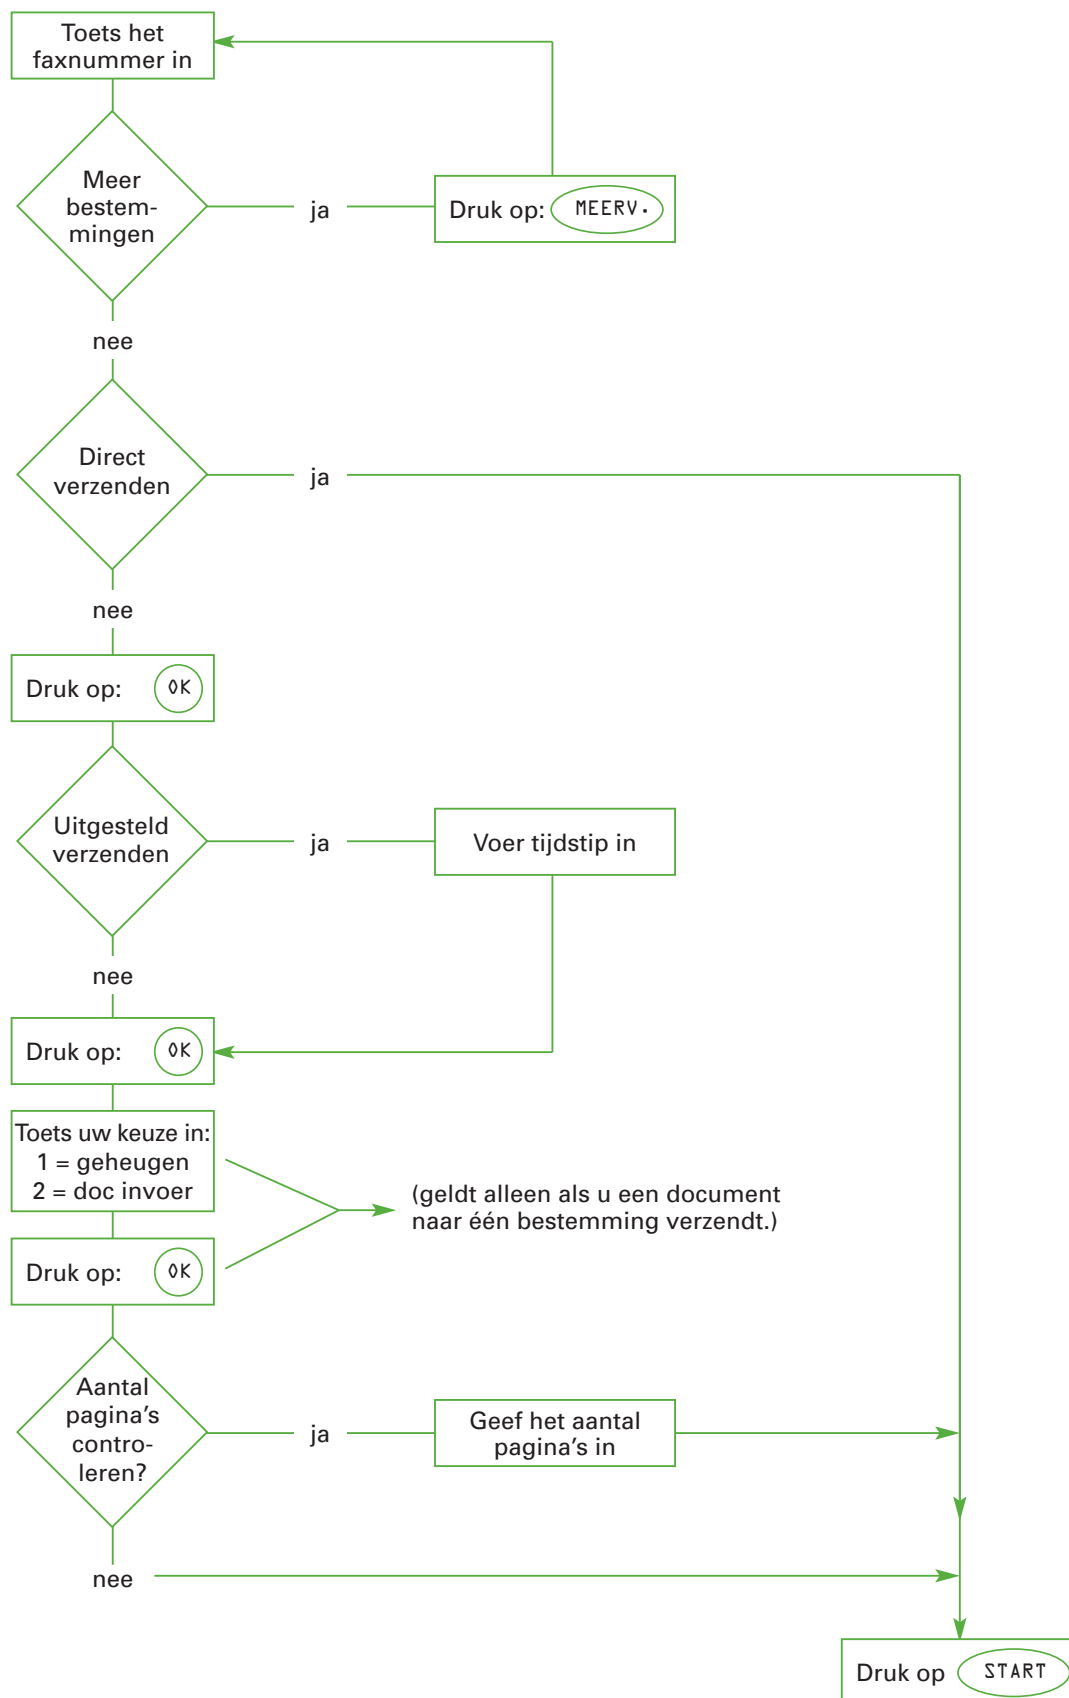 Toets het
faxnummer in
Meer
bestem-
mingen
ja
Druk op: MEERV.
nee
Direct
verzenden
ja
nee
Druk op: OK
Uitgesteld
verzenden
ja
Voer tijdstip in
nee
Druk op: OK
Toets uw keuze in:
1 = geheugen
2 = doc invoer
(geldt alleen als u een document
naar één bestemming verzendt.)
Druk op: OK
Aantal
pagina's
contro-
leren?
ja
Geef het aantal
pagina's in
nee
Druk op START